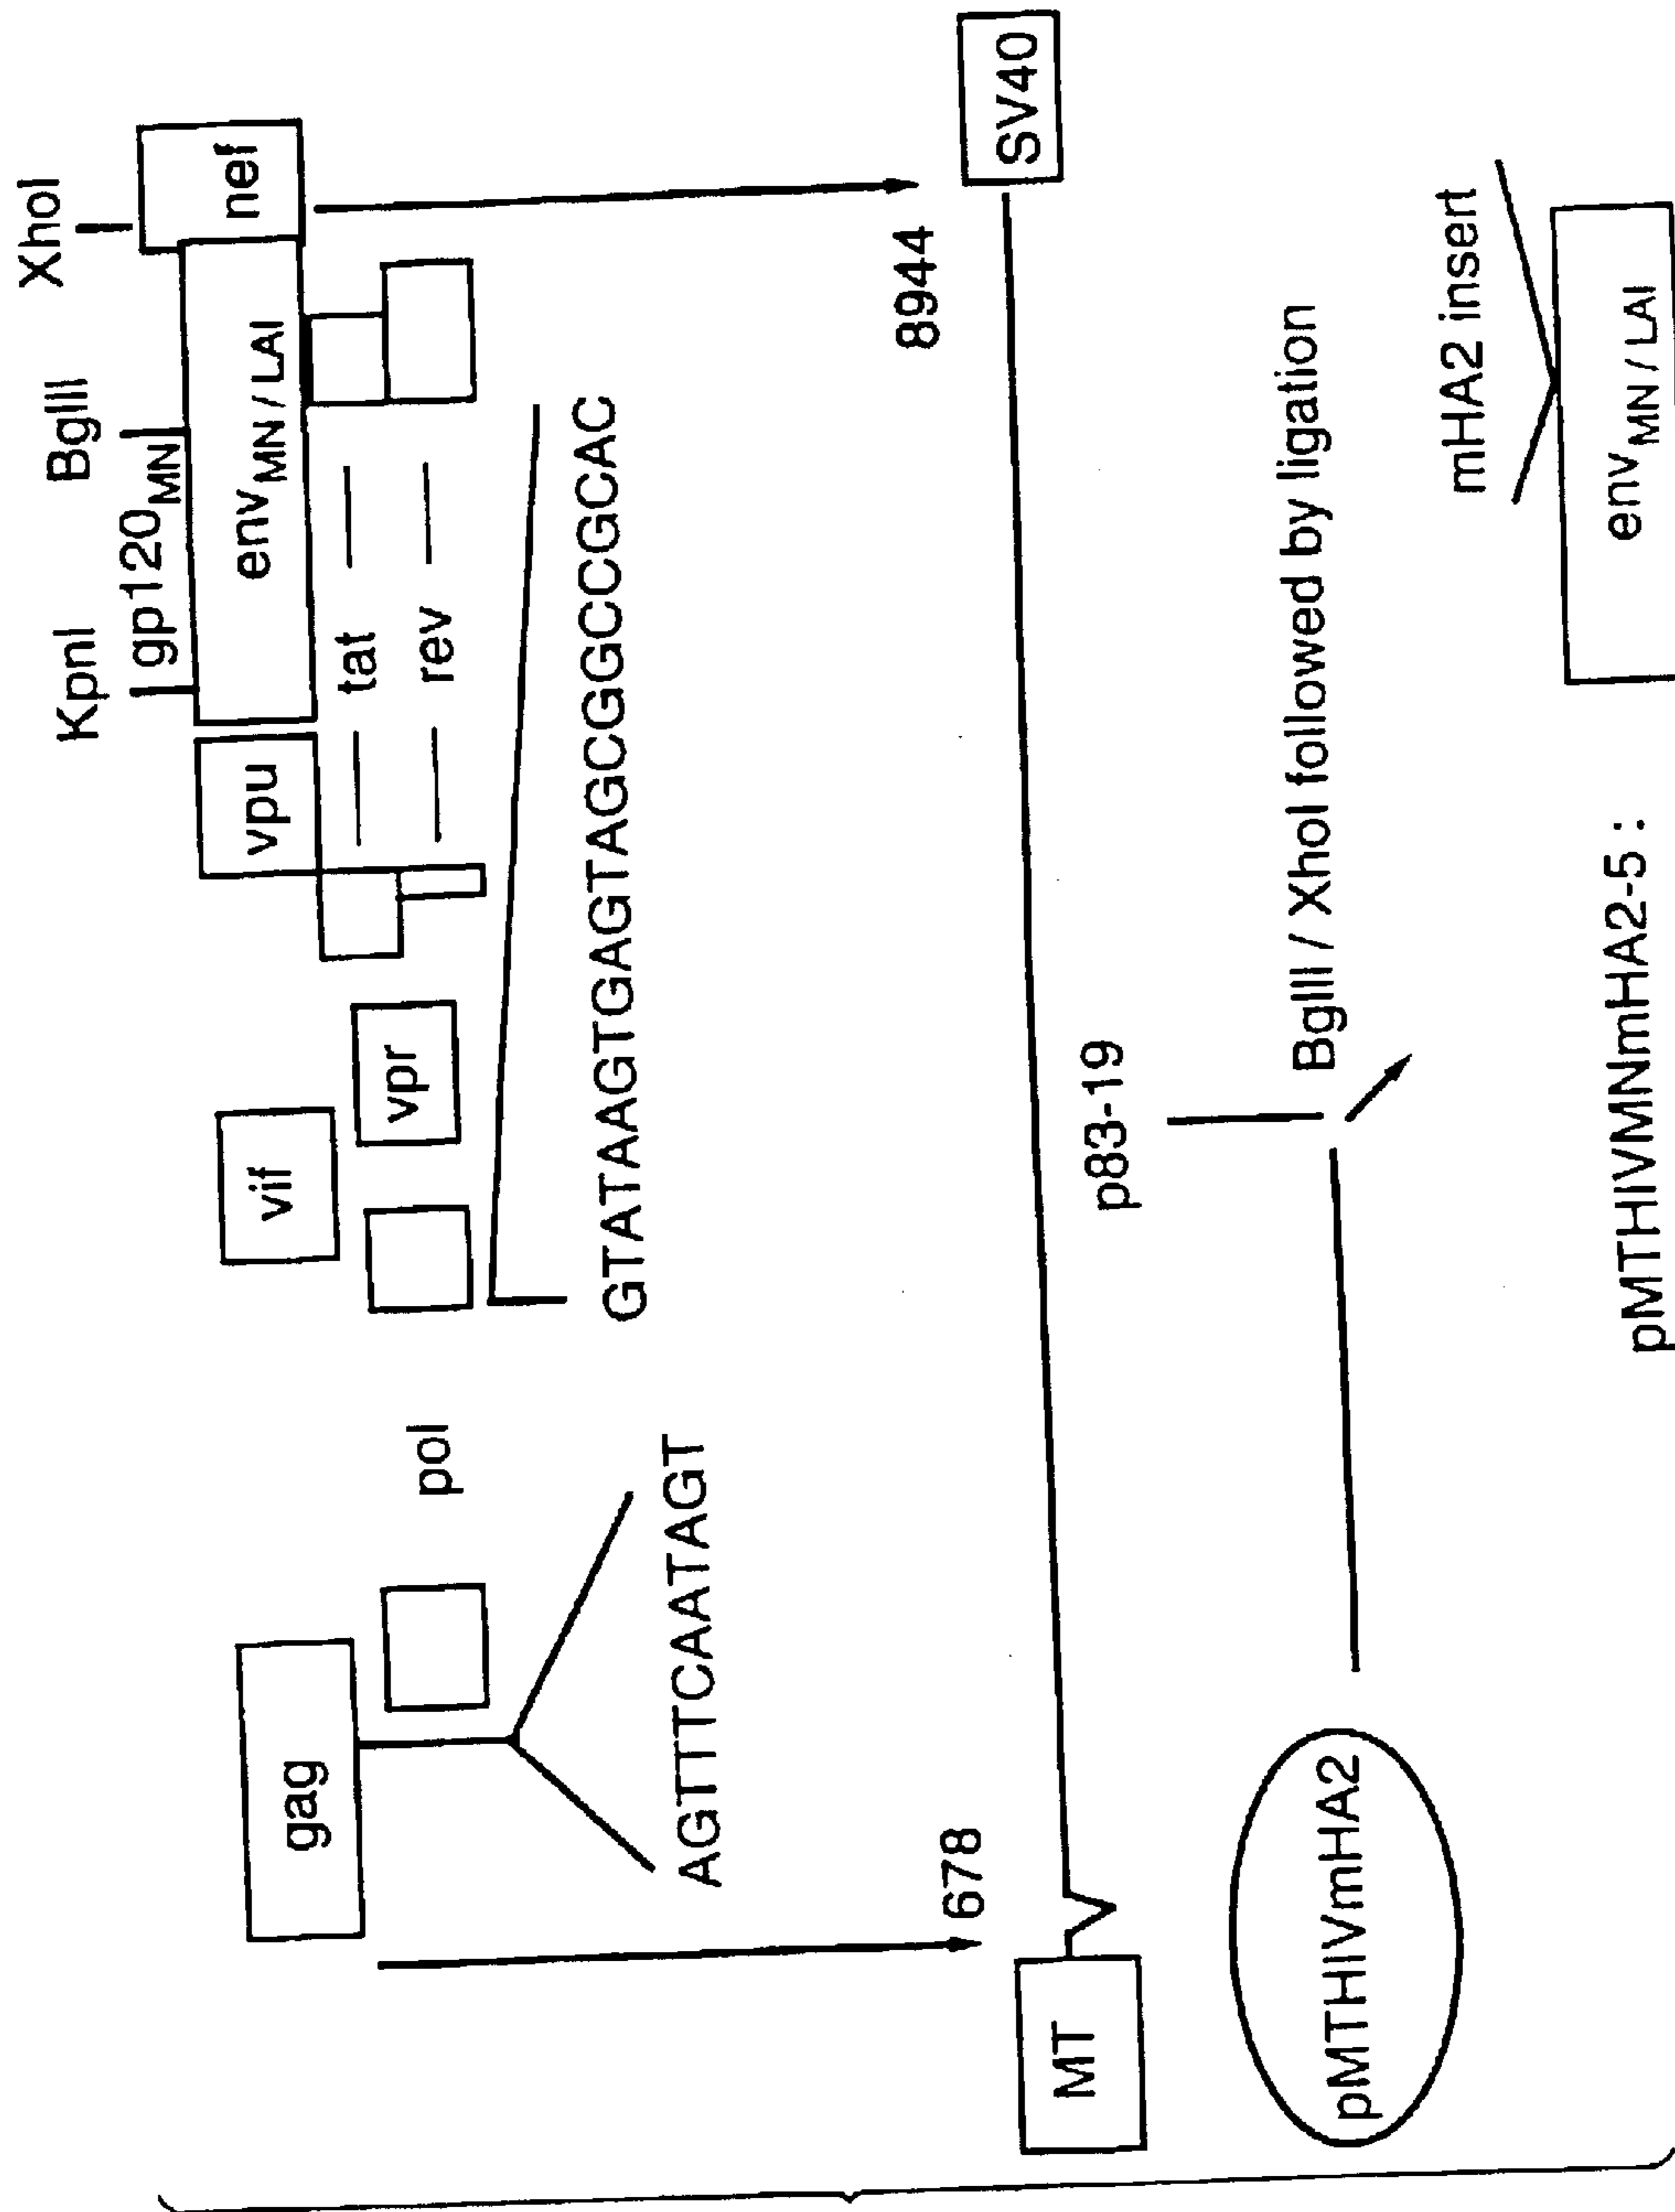 KpnI BglII XhoI
gp120MN
gag vif vpu envMN / LAI nef
pol vpr tat
rev
AGTTTCAATAGT GTATAAGTGAGTAGCGGCCGCAC
678 8944
MT SV40
p83-19
pMTHIVmHA2 BglII / XhoI followed by ligation
mHA2 insert
pMTHIVMNmHA2-5 : envMN / LAI